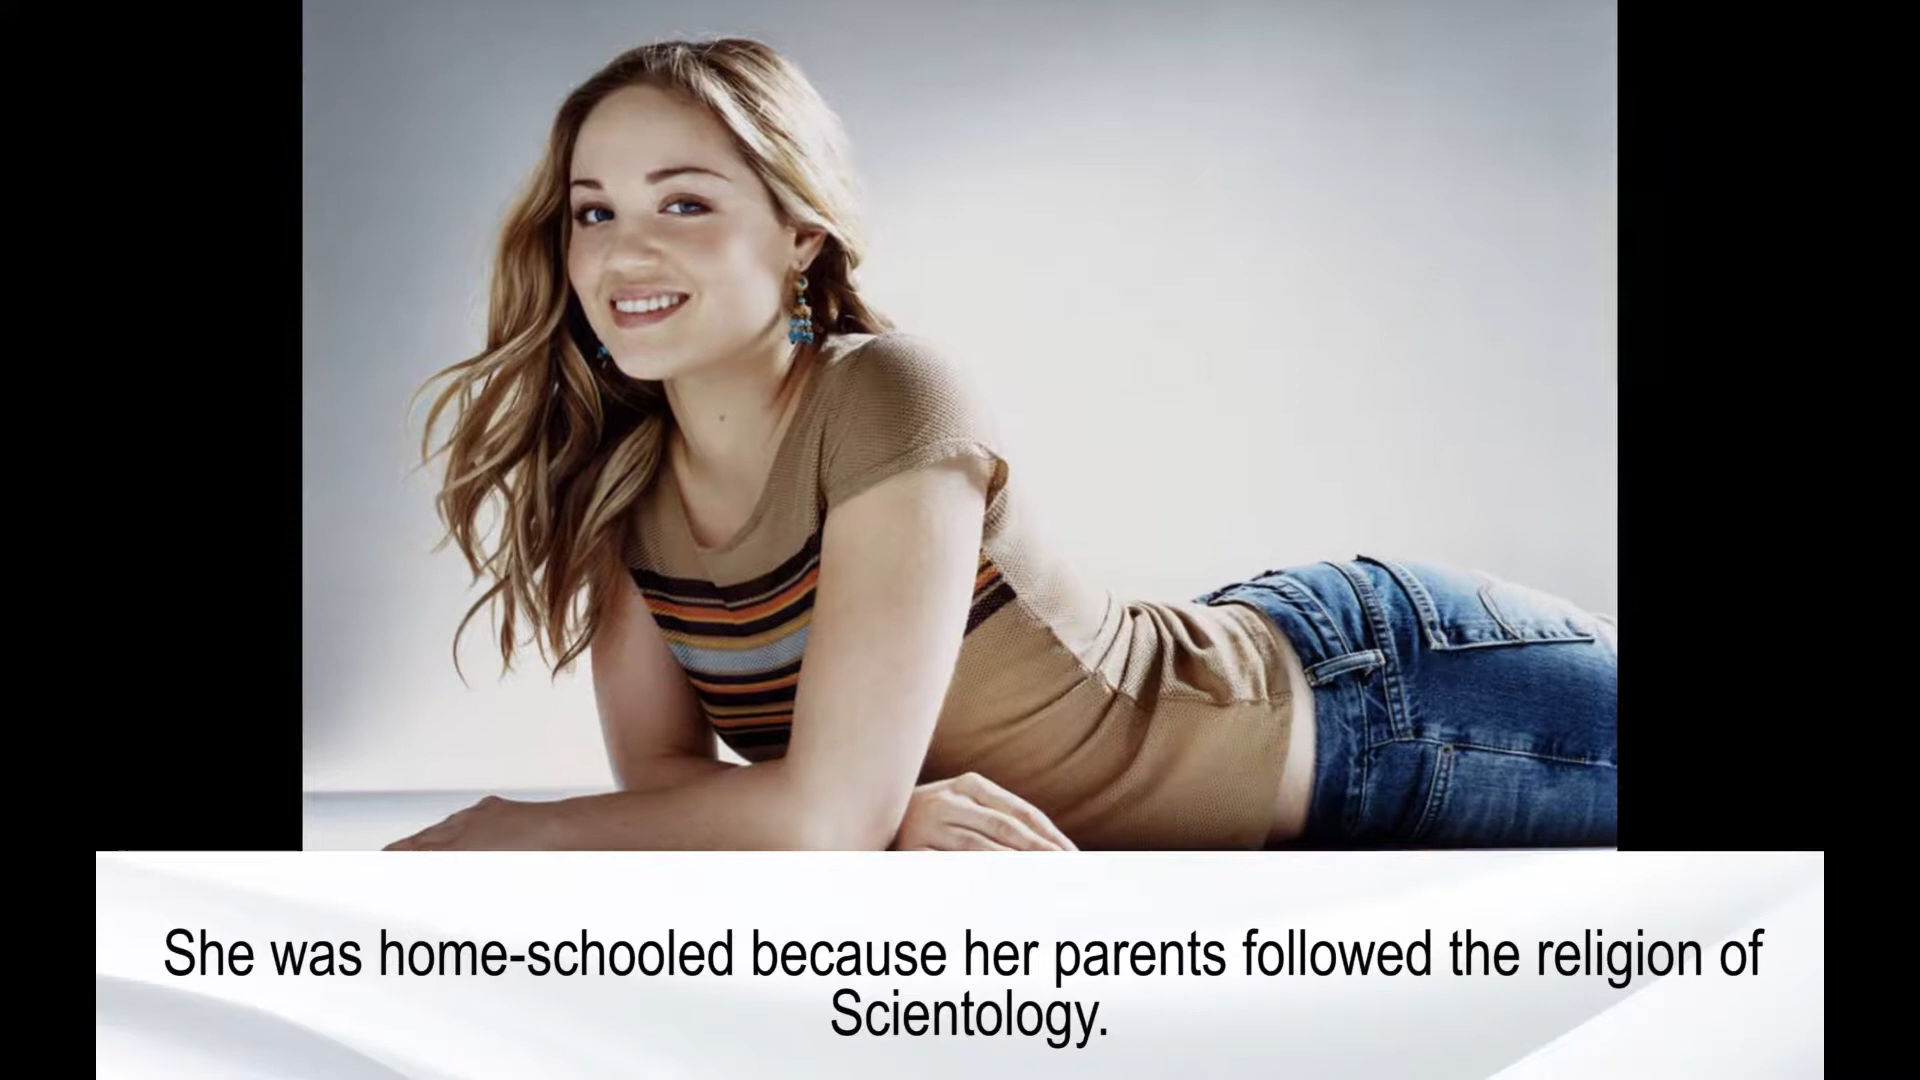 She was home-schooled because her parents followed the religion of
Scientology.